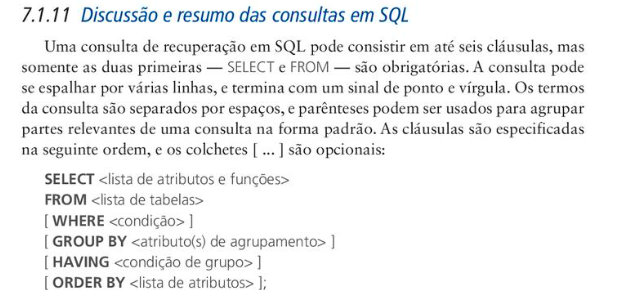 7.1.11 Discussão e resumo das consultas em SQL
Uma consulta de recuperação em SQL pode consistir em até seis cláusulas, mas
somente as duas primeiras — SELECT e FROM — são obrigatórias. A consulta pode
se espalhar por várias linhas, e termina com um sinal de ponto e vírgula. Os termos
da consulta são separados por espaços, e parênteses podem ser usados para agrupar
partes relevantes de uma consulta na forma padrão. As cláusulas são especificadas
na seguinte ordem, e os colchetes [ ... ] são opcionais:
SELECT <lista de atributos e funções>
FROM <lista de tabelas>
[ WHERE <condição> ]
[ GROUP BY <atributo(s) de agrupamento> ]
[ HAVING <condição de grupo> ]
[ ORDER BY <lista de atributos> ];